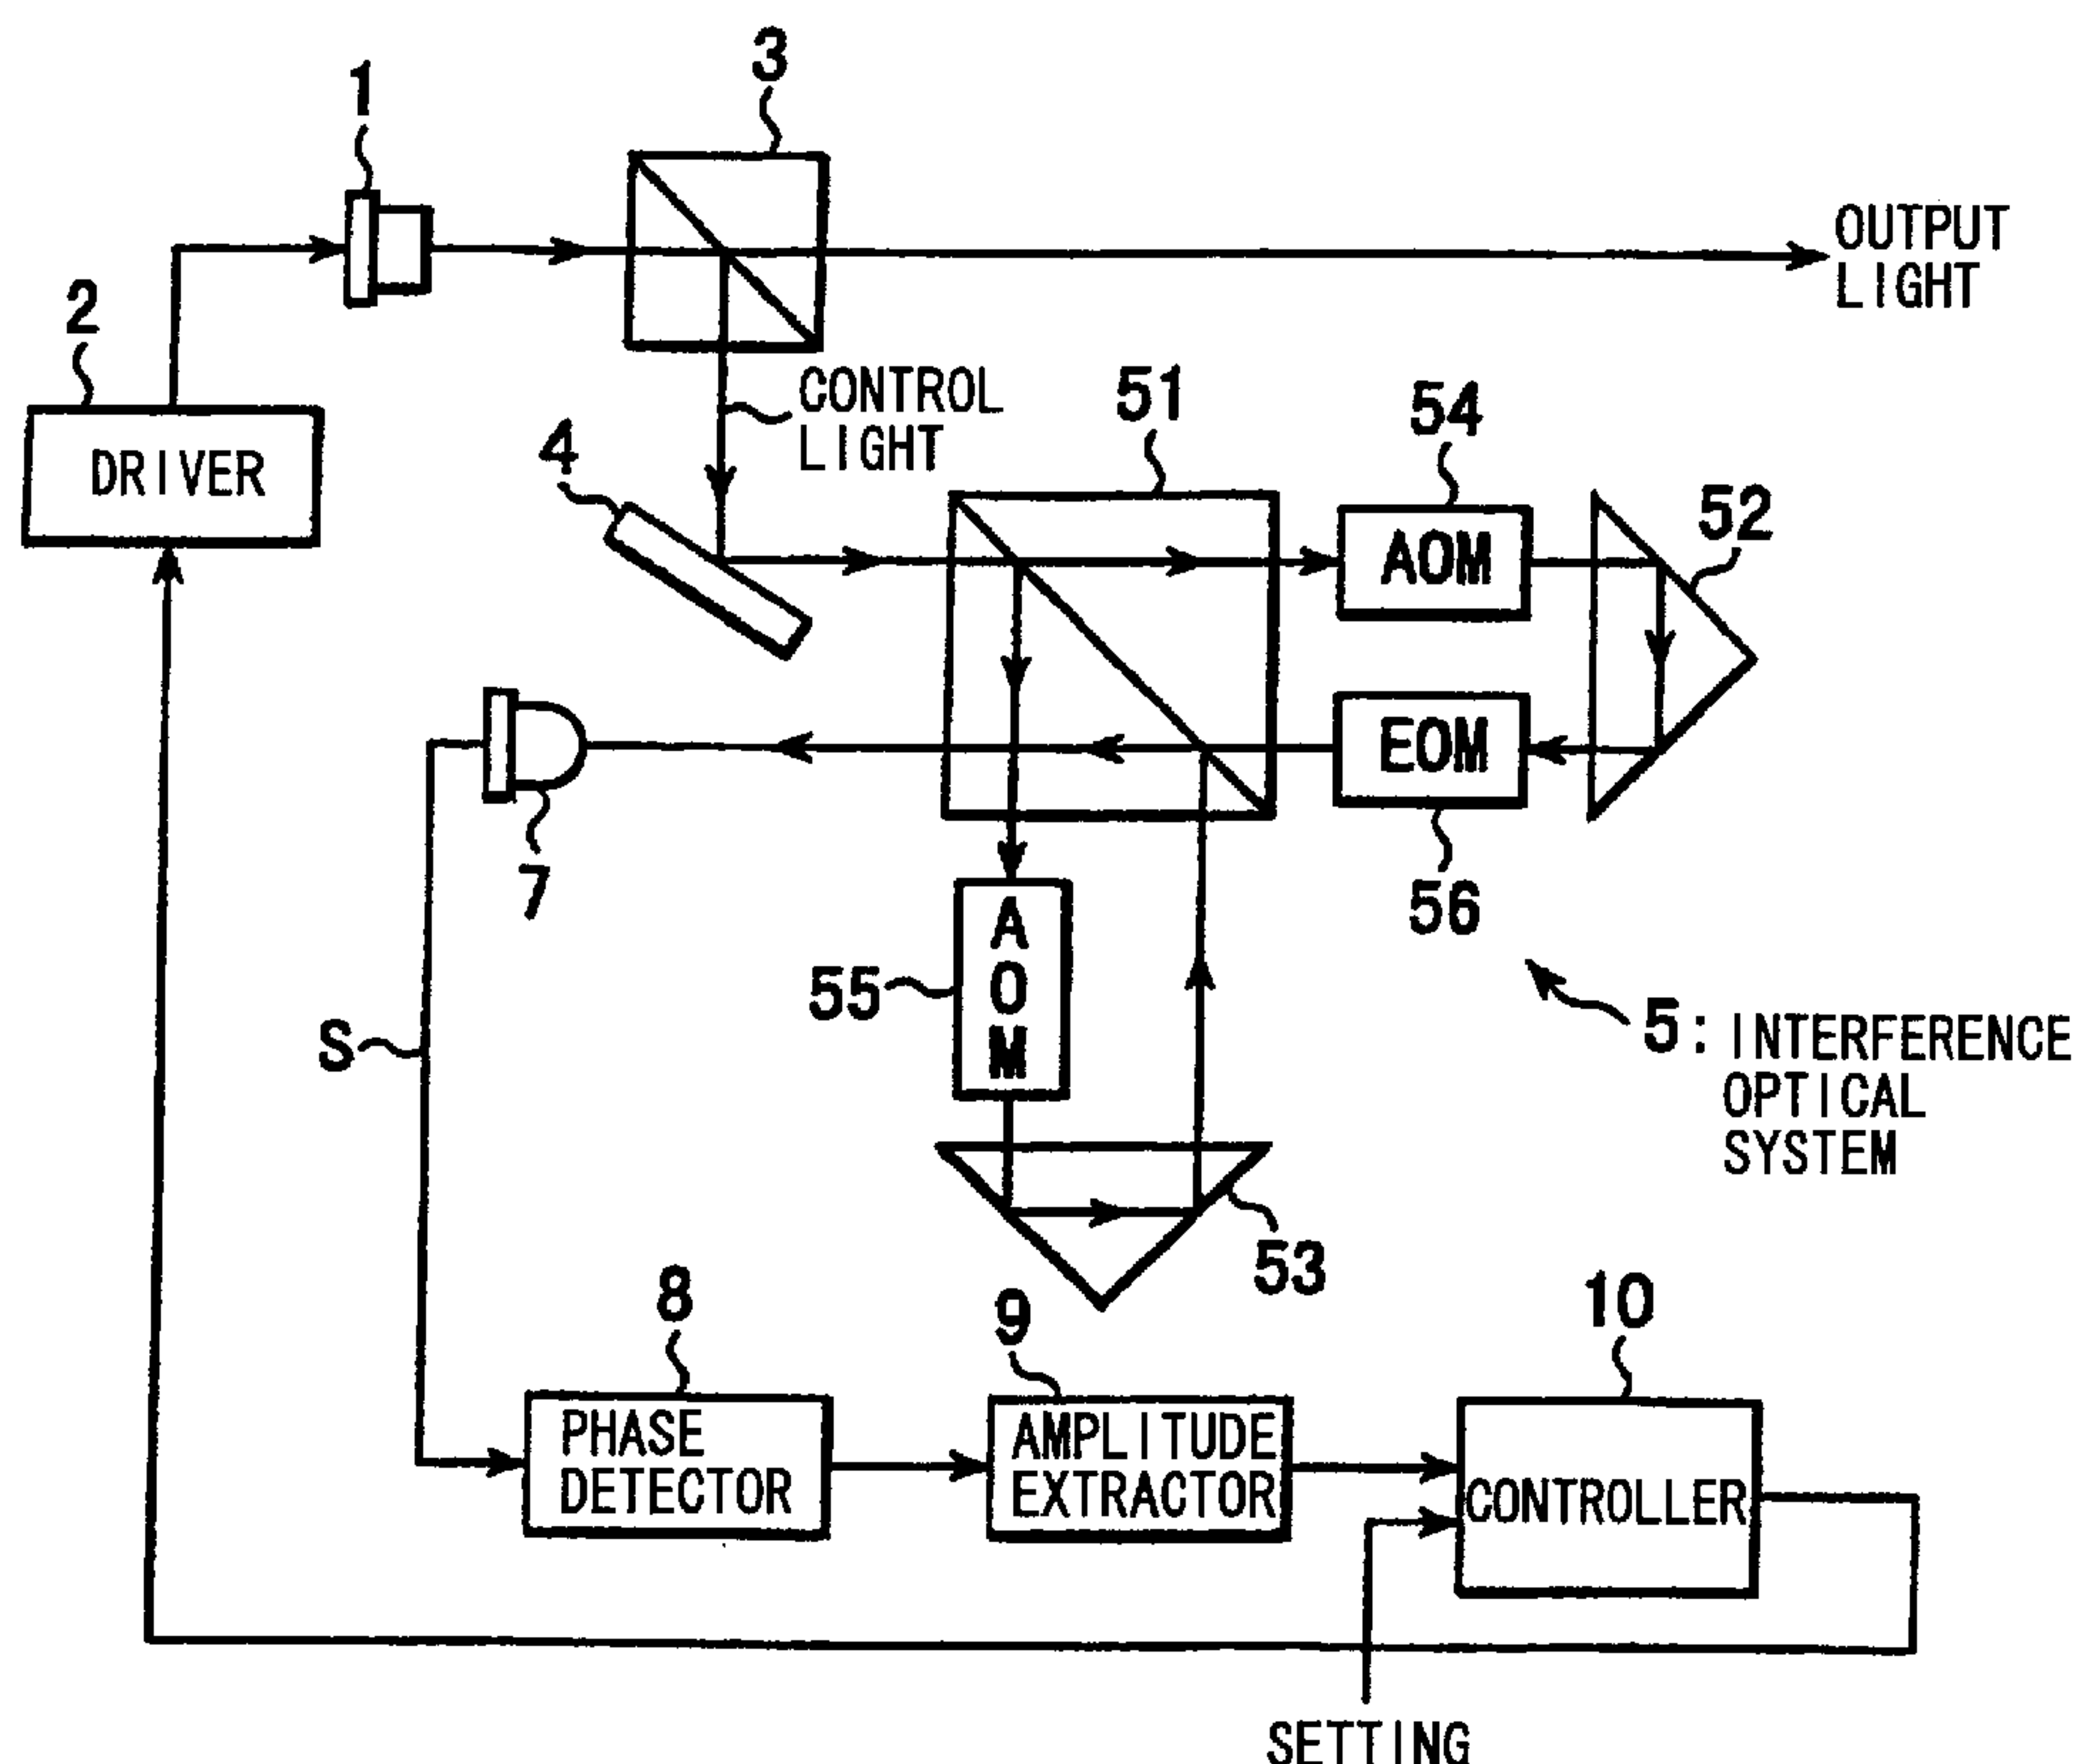 3
1
OUTPUT
LIGHT
2
CONTROL
LIGHT
51
54
4
52
DRIVER
AOM
EOM
7
56
AOM
55
S
5: INTERFERENCE
OPTICAL
SYSTEM
53
8
9
10
PHASE
DETECTOR
AMPLITUDE
EXTRACTOR
CONTROLLER
SETTING